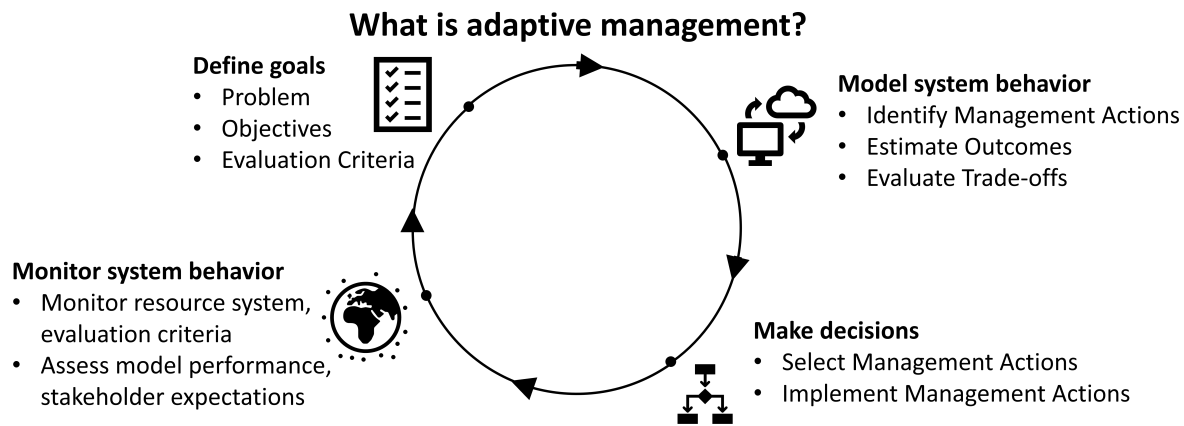 What is adaptive management?
Define goals
• Problem
• Objectives
• Evaluation Criteria
Model system behavior
• Identify Management Actions
• Estimate Outcomes
• Evaluate Trade-offs
Make decisions
• Select Management Actions
• Implement Management Actions
Monitor system behavior
• Monitor resource system,
evaluation criteria
• Assess model performance,
stakeholder expectations